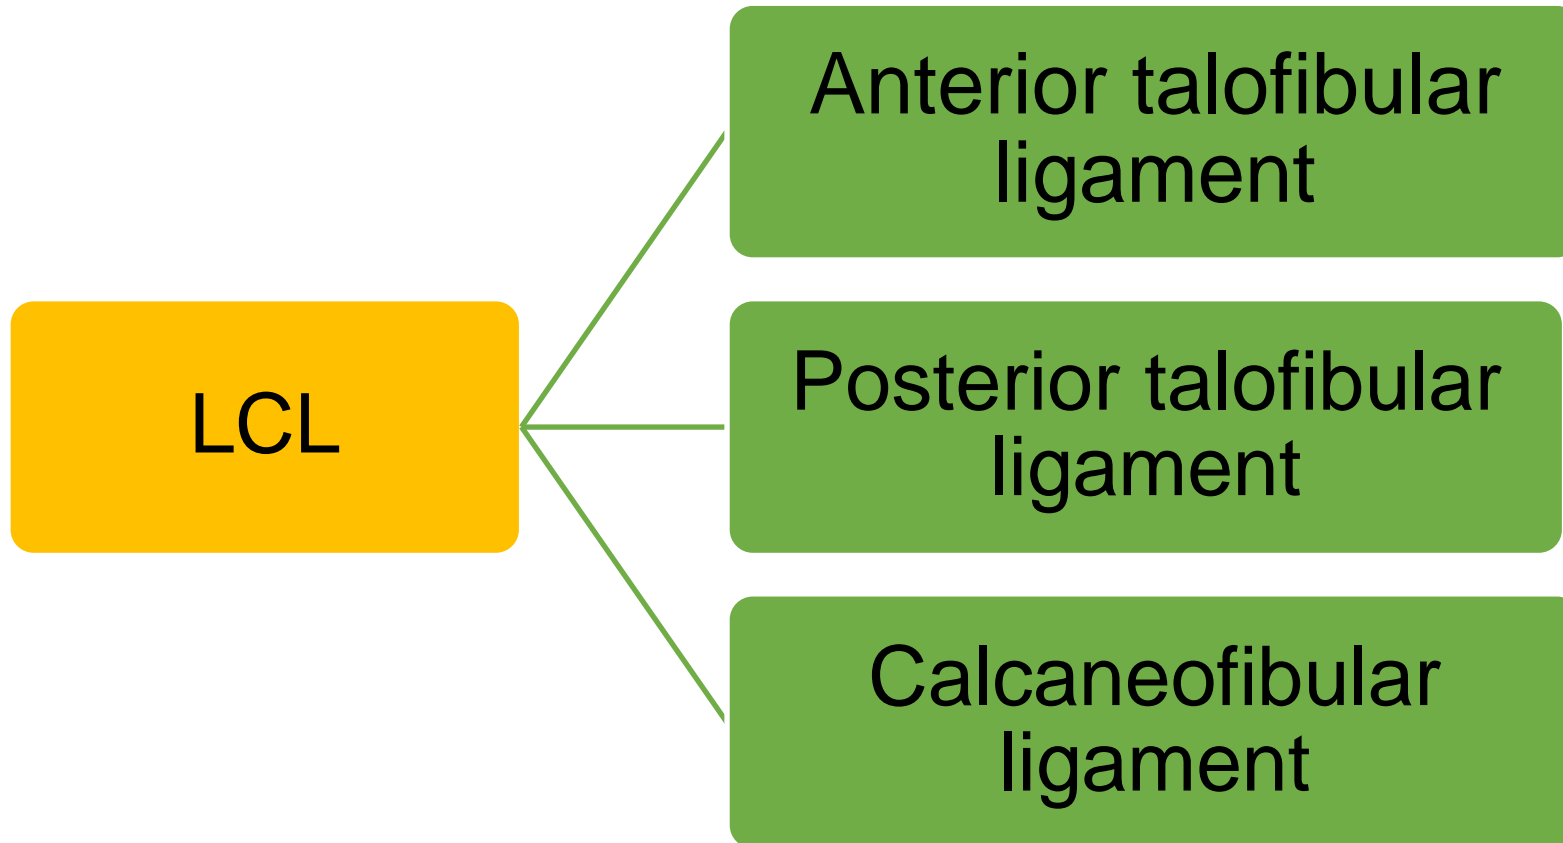 LCL
Anterior talofibular
ligament
Posterior talofibular
ligament
Calcaneofibular
ligament